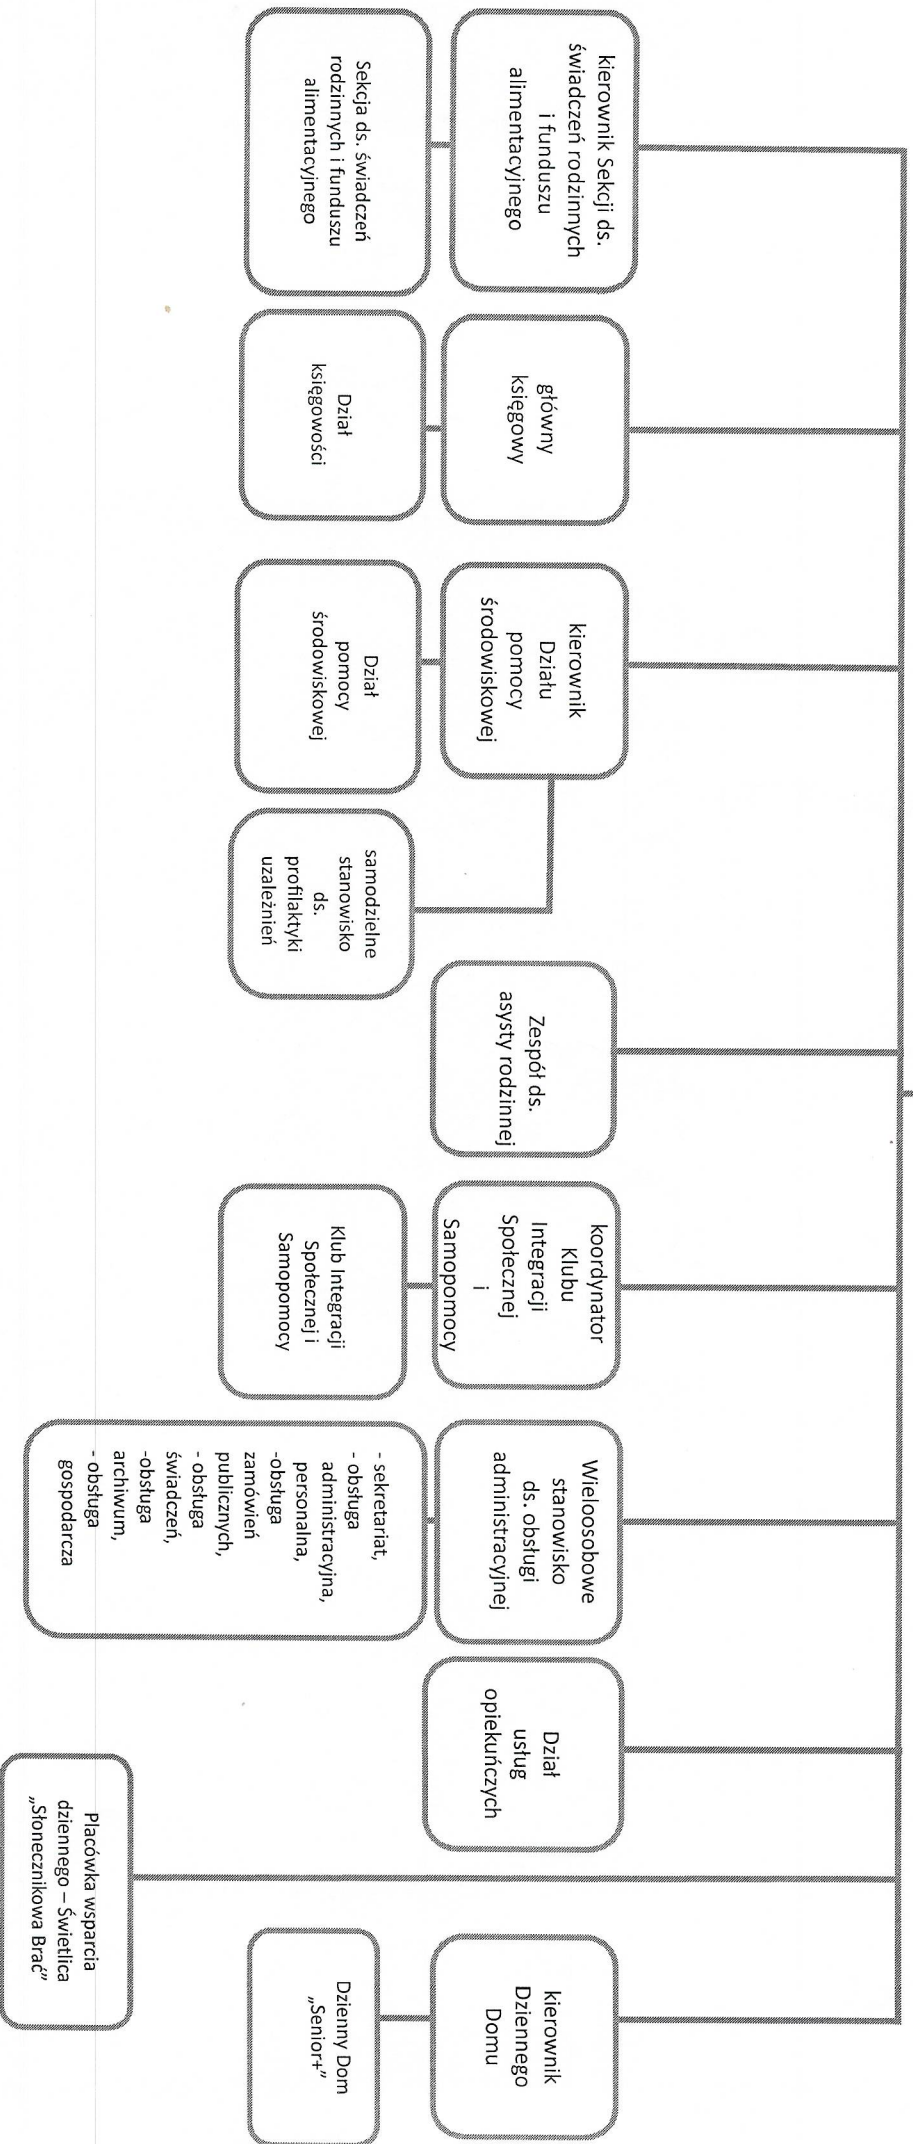 kierownik Sekcji ds.
świadczeń rodzinnych
i funduszu
alimentacyjnego
Sekcja ds. świadczeń
rodzinnych i funduszu
alimentacyjnego
główny
księgowy
Dział
księgowości
kierownik
Działu
pomocy
środowiskowej
Dział
pomocy
środowiskowej
samodzielne
stanowisko
ds.
profilaktyki
uzależnień
Zespół ds.
asysty rodzinnej
koordynator
Klubu
Integracji
Społecznej
i
Samopomocy
Klub Integracji
Społecznej i
Samopomocy
Wieloosobowe
stanowisko
ds. obsługi
administracyjnej
- sekretariat,
- obsługa
administracyjna,
personalna,
-obsługa
zamówień
publicznych,
- obsługa
świadczeń,
-obsługa
archiwum,
- obsługa
gospodarcza
Dział
usług
opiekuńczych
Placówka wsparcia
dziennego – Świetlica
„Słonecznikowa Brać”
kierownik
Dziennego
Domu
Dzienny Dom
„Senior+”